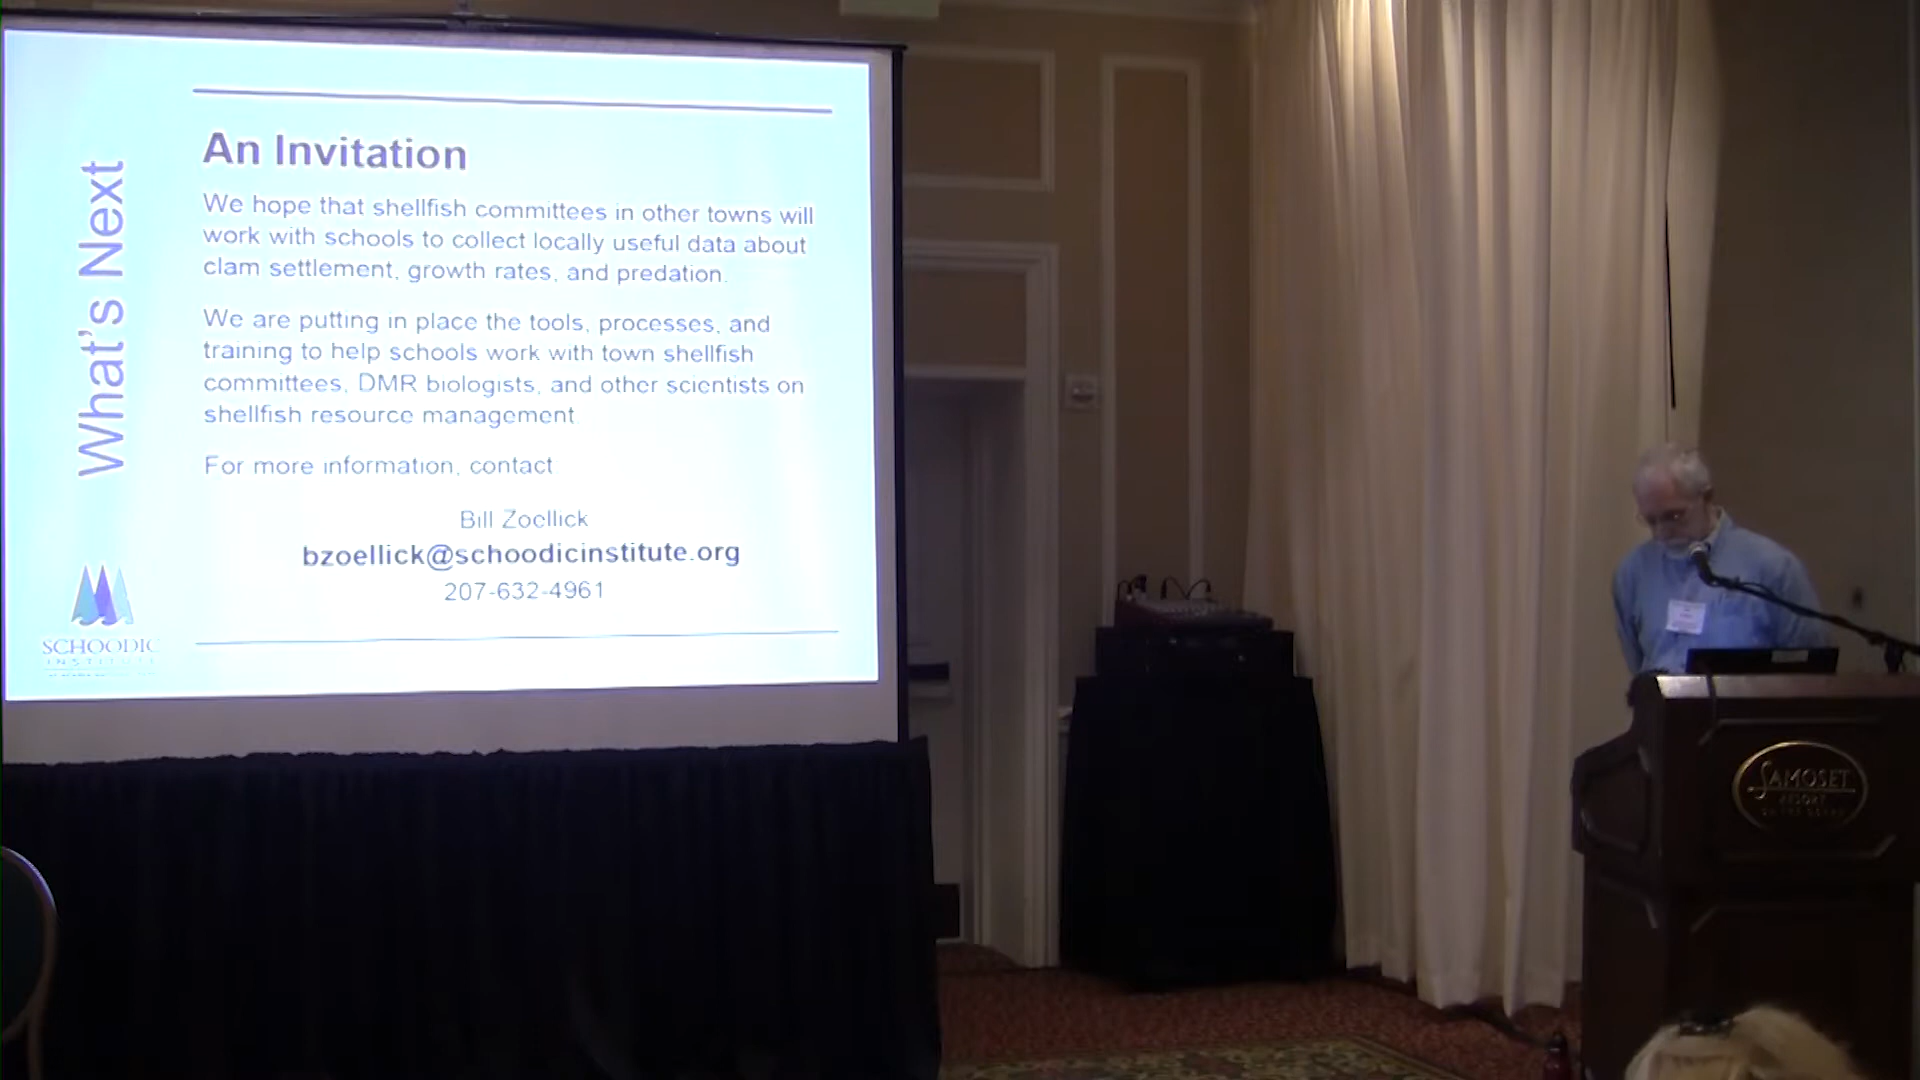 What's Next
An Invitation
We hope that shellfish committees in other towns will
work with schools to collect locally useful data about
clam settlement, growth rates, and predation.
We are putting in place the tools, processes, and
training to help schools work with town shellfish
committees, DMR biologists, and other scientists on
shellfish resource management
For more information, contact
Bill Zoellick
bzoellick@schoodicinstitute.org
207-632-4961
SCHOODIC
INSTITUTE
SAMOSET
RESORT